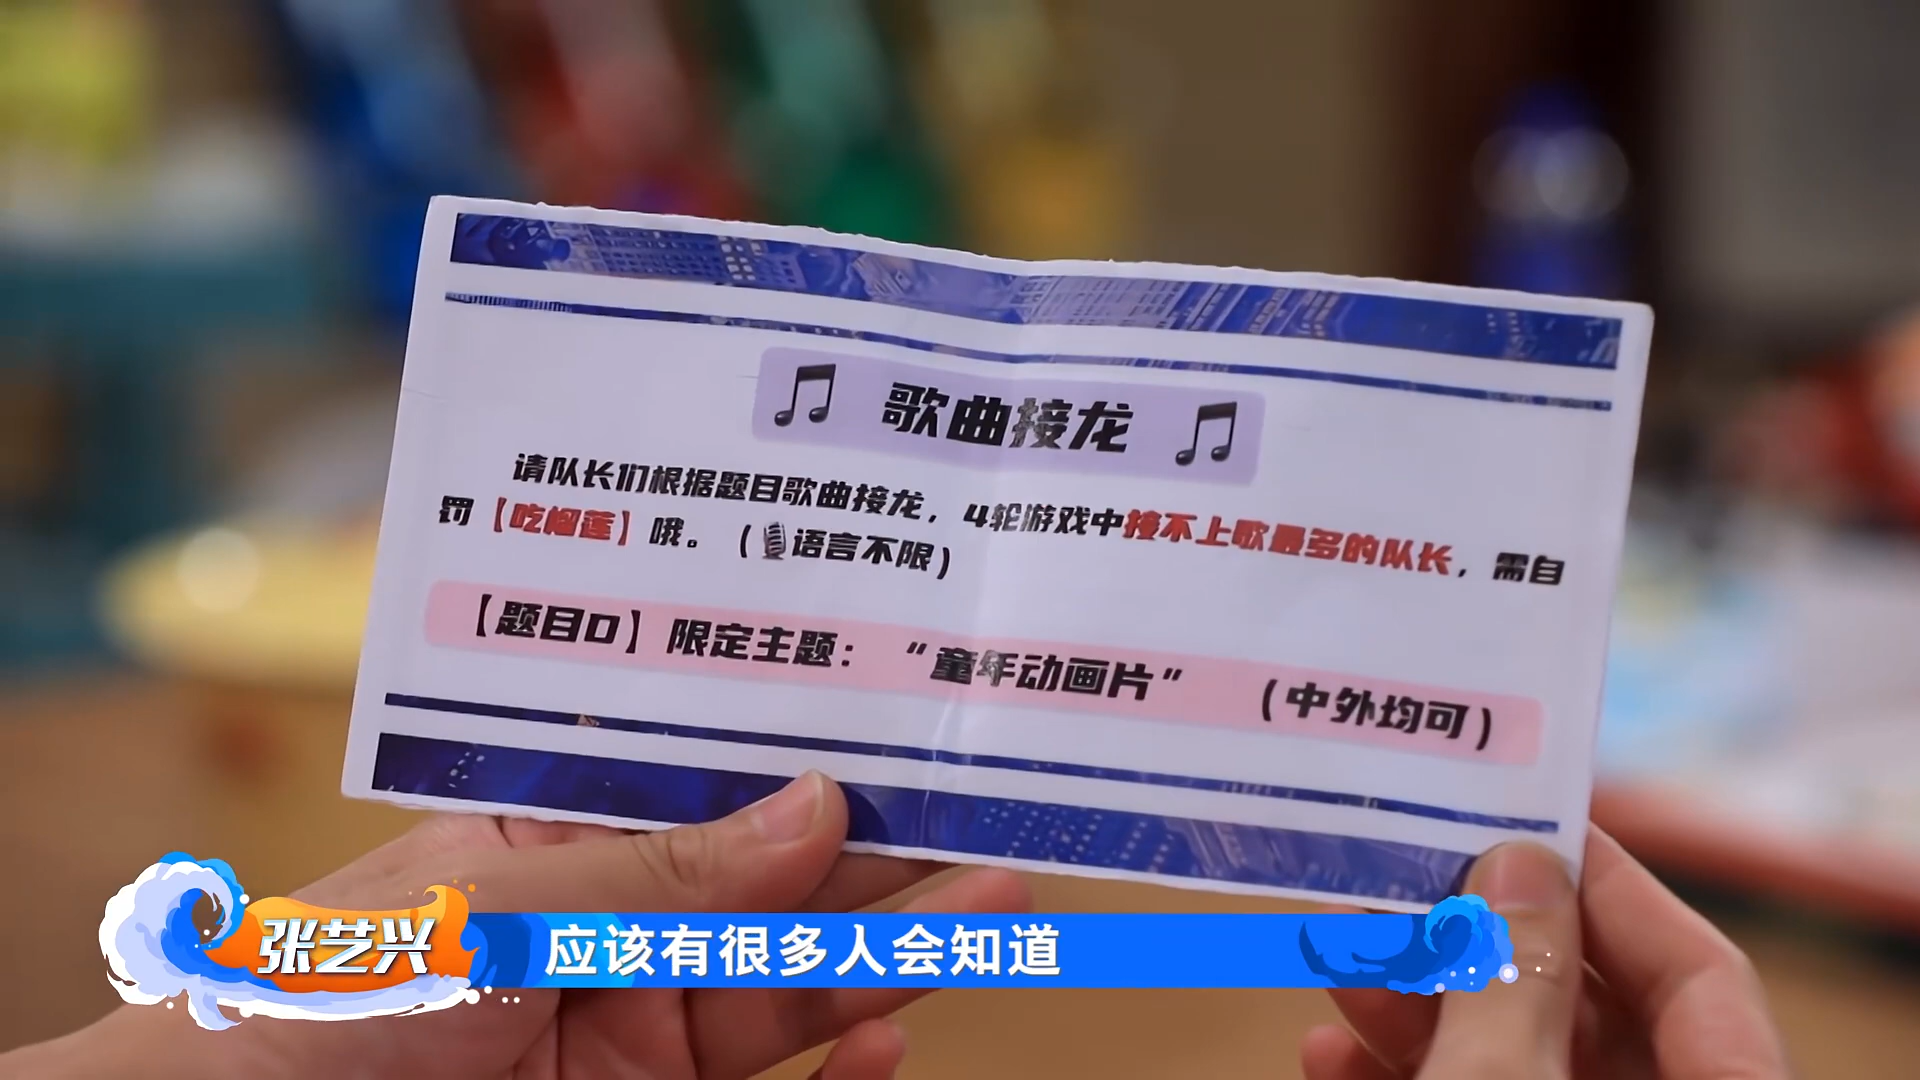 歌曲接龙
请队长们根据题目歌曲接龙，4轮游戏中接不上歌最多的队长，需自
罚【吃榴莲】哦。（语言不限）
【题目D】限定主题：“童年动画片” （中外均可）
张艺兴 应该有很多人会知道